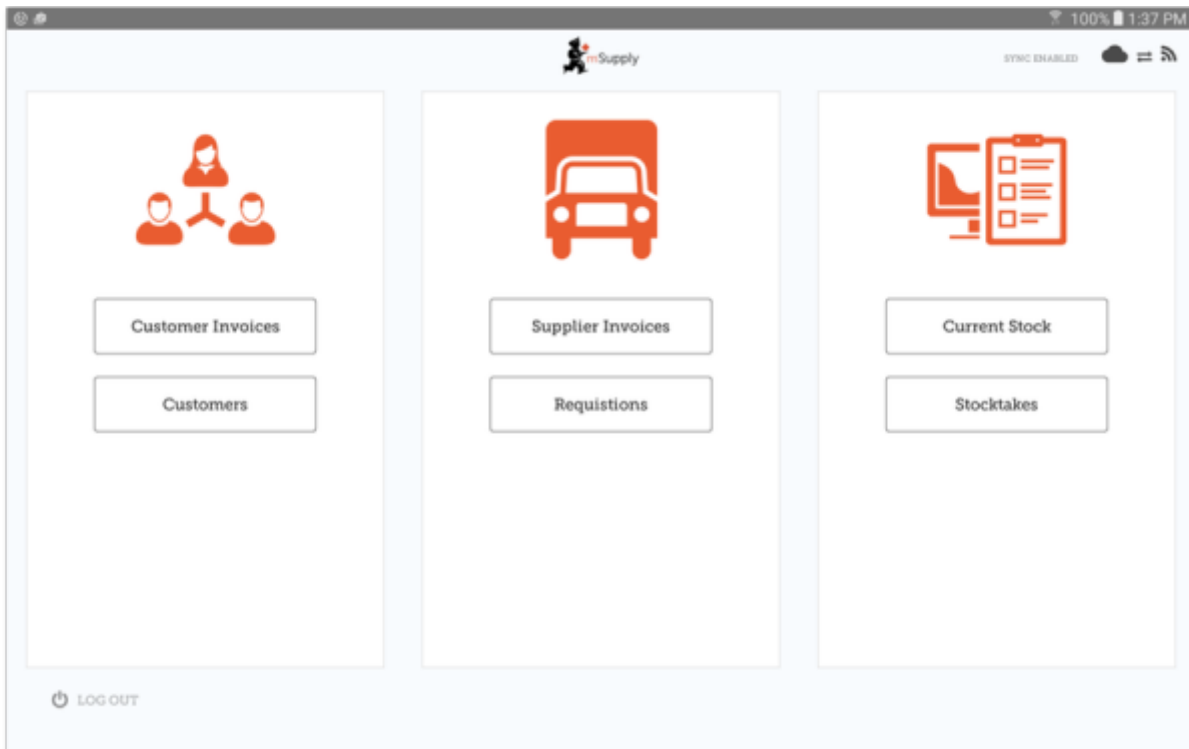 100% 1:37 PM
mSupply
SYNC ENABLED
Customer Invoices
Customers
Supplier Invoices
Requistions
Current Stock
Stocktakes
LOG OUT